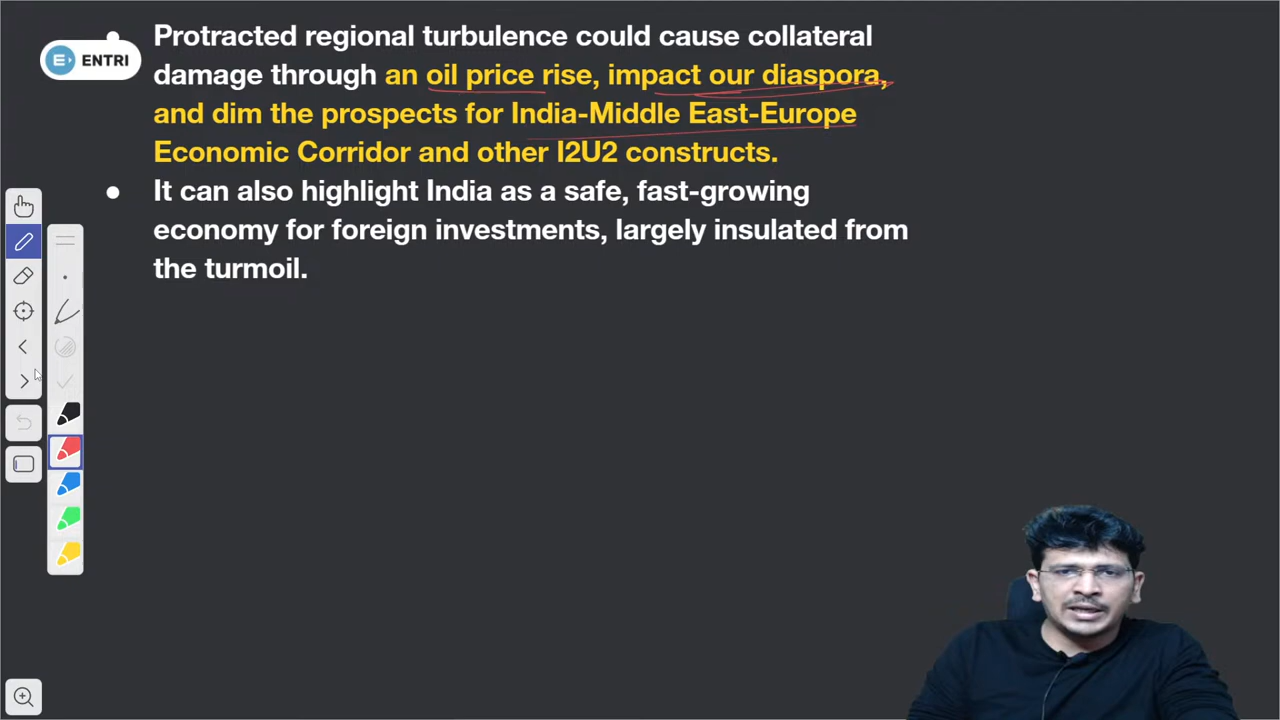 Protracted regional turbulence could cause collateral
ENTRI
damage through an oil price rise, impact our diaspora,
and dim the prospects for India-Middle East-Europe
Economic Corridor and other I2U2 constructs.
It can also highlight India as a safe, fast-growing
economy for foreign investments, largely insulated from
the turmoil.